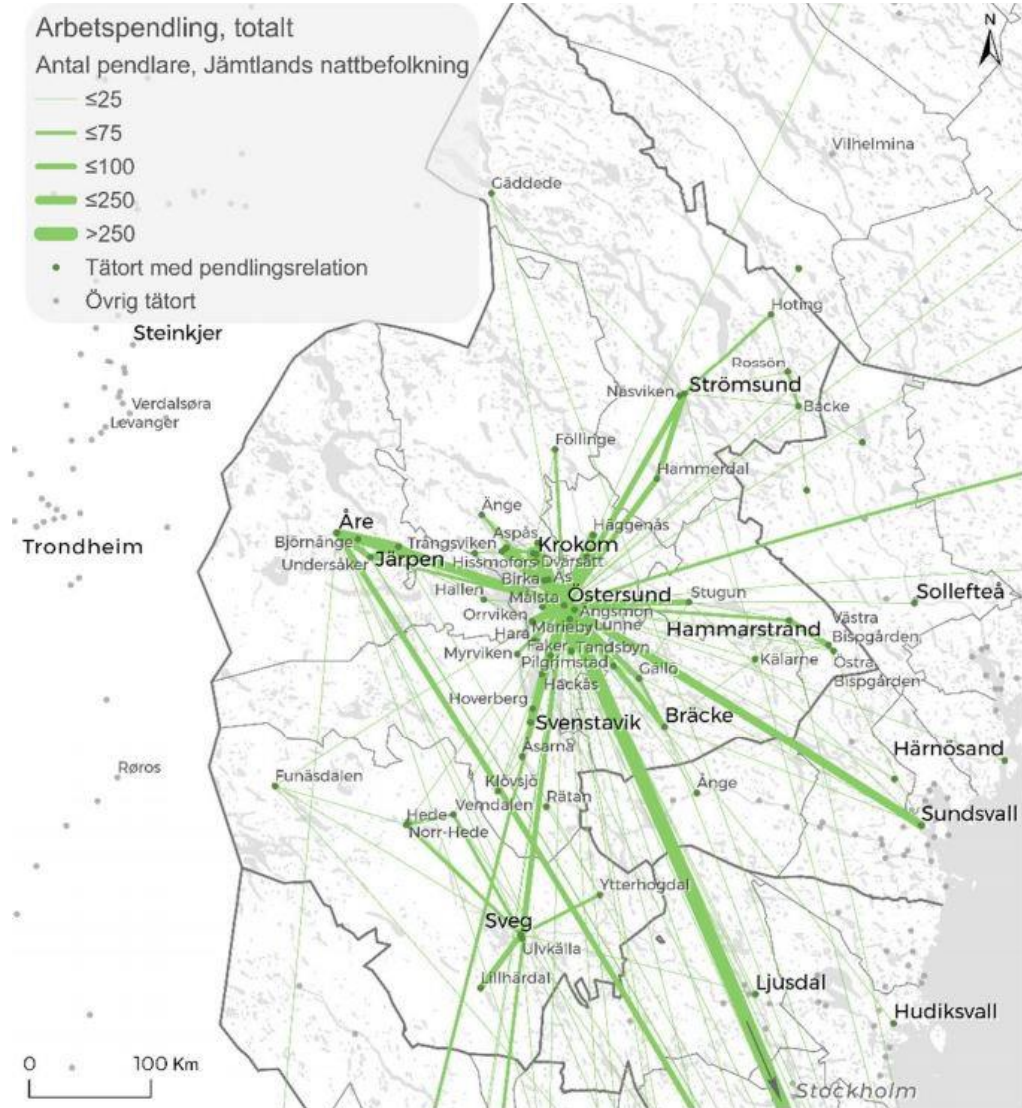 Arbetspendling, totalt
Antal pendlare, Jämtlands nattbefolkning
≤25
≤75
≤100
≤250
>250
Tätort med pendlingsrelation
Övrig tätort
N
Vilhelmina
Gäddede
Hoting
Steinkjer
Rossön
Strömsund
Näsviken
Verdalsøra
Backe
Levanger
Föllinge
Hammerdal
Änge
Åre
Häggenås
Aspås
Trondheim
Björnänge
Trångsviken
Krokom
Järpen
Hissmofors
Dvärsätt
Undersåker
Birka
Ås
Hallen
Östersund
Stugun
Sollefteå
Målsta
Orrviken
Ängsmon
Marieby
Lunne
Hammarstrand
Västra
Bispgården
Hara
Fåker
Tandsbyn
Myrviken
Pilgrimstad
Kälarne
Östra
Bispgården
Gällö
Hackås
Hoverberg
Svenstavik
Bräcke
Åsarna
Härnösand
Røros
Funäsdalen
Klövsjö
Ånge
Rätan
Vemdalen
Hede
Norr-Hede
Sundsvall
Ytterhogdal
Sveg
Ulvkälla
Lillhärdal
Ljusdal
Hudiksvall
0
100 Km
Stockholm